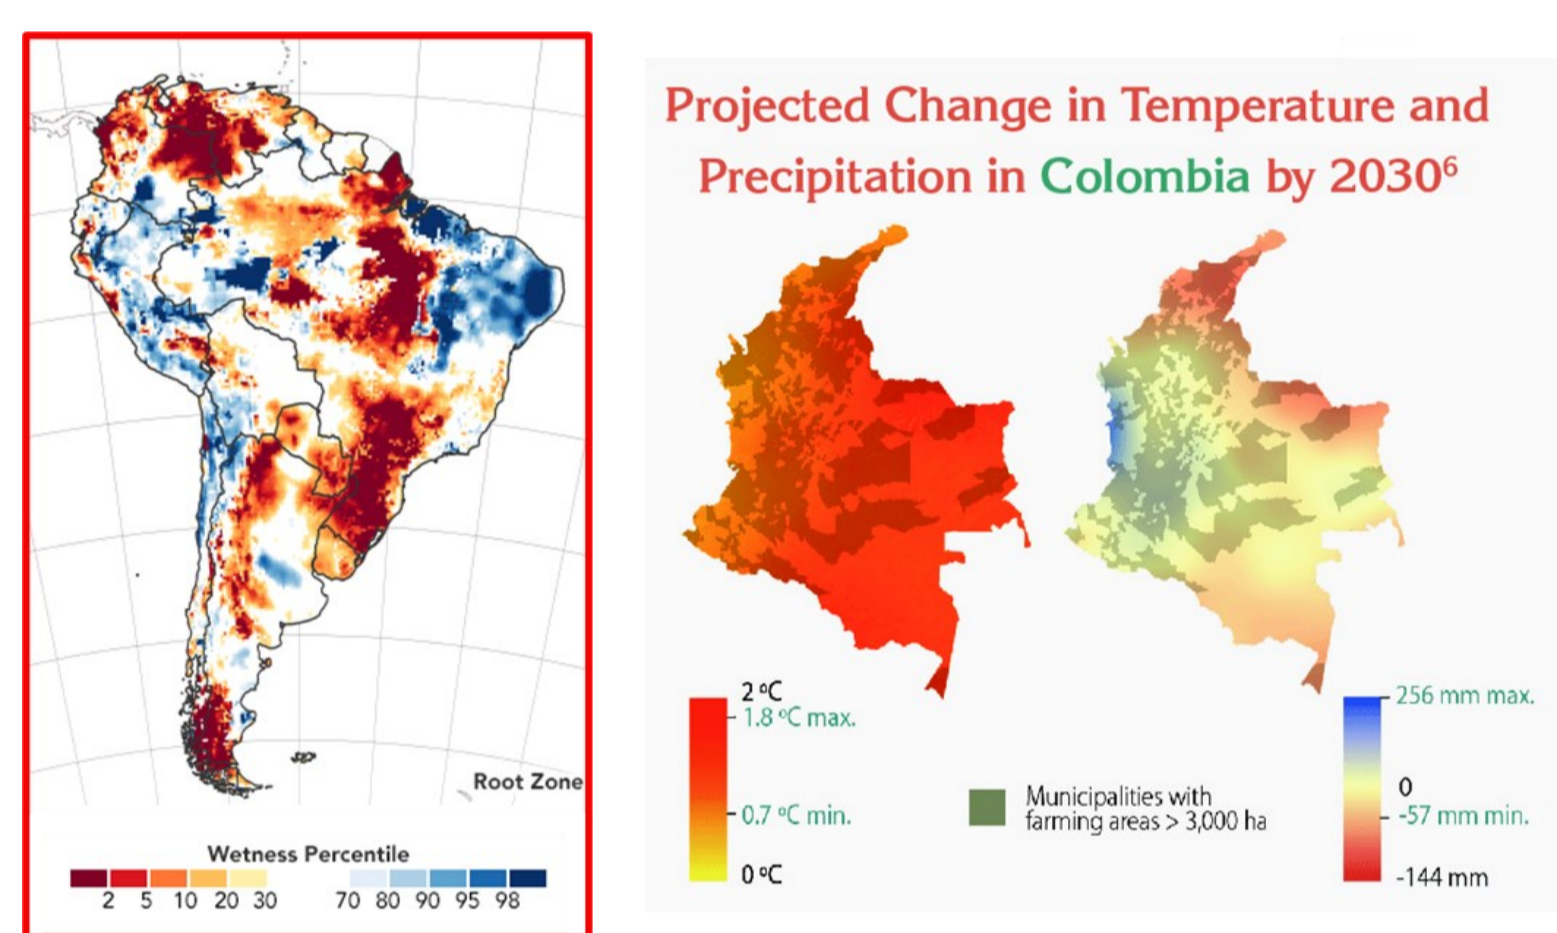 Root Zone
Wetness Percentile
2 5 10 20 30 70 80 90 95 98
Projected Change in Temperature and
Precipitation in Colombia by 2030⁶
2 ºC
1.8 ºC max.
0.7 ºC min.
0 ºC
Municipalities with
farming areas > 3,000 ha
256 mm max.
0
-57 mm min.
-144 mm